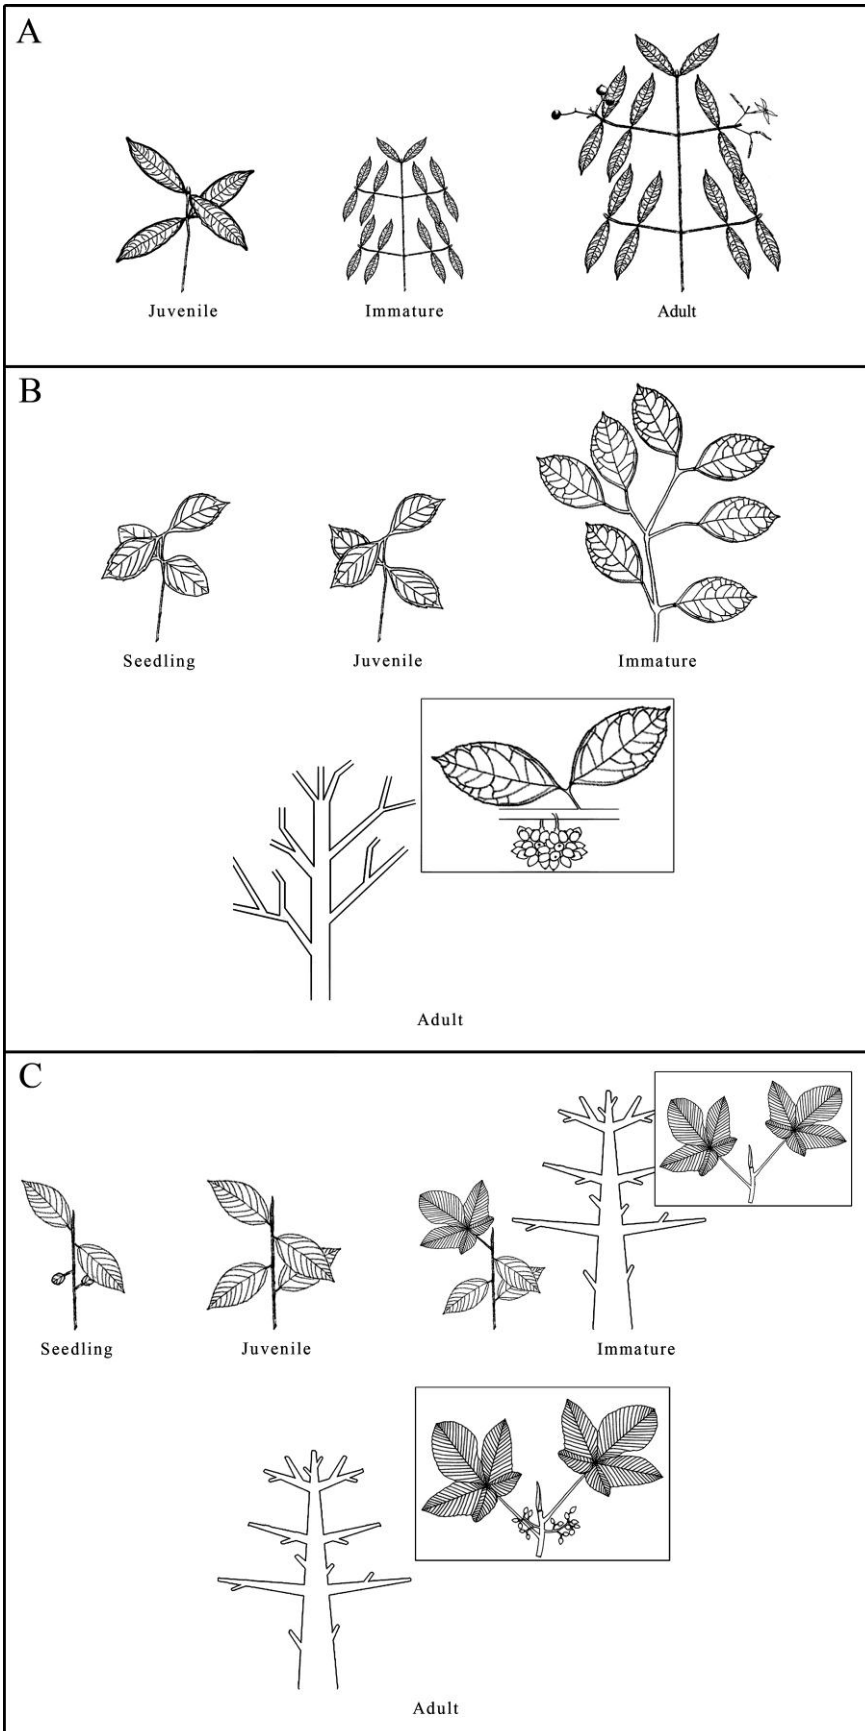 A
Juvenile
Immature
Adult
B
Seedling
Juvenile
Immature
Adult
C
Seedling
Juvenile
Immature
Adult